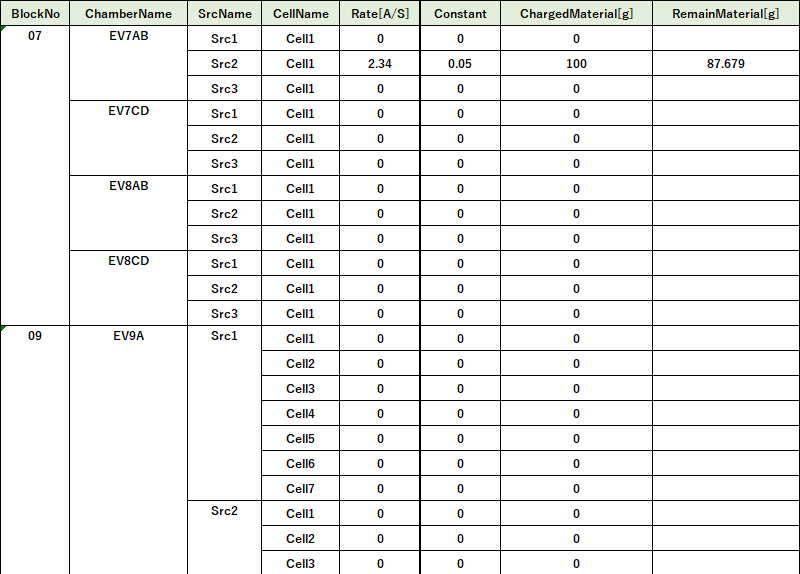 BlockNo ChamberName SrcName CellName Rate[A/S] Constant ChargedMaterial[g] RemainMaterial[g]
07 EV7AB Src1 Cell1 0 0 0
Src2 Cell1 2.34 0.05 100 87.679
Src3 Cell1 0 0 0
EV7CD Src1 Cell1 0 0 0
Src2 Cell1 0 0 0
Src3 Cell1 0 0 0
EV8AB Src1 Cell1 0 0 0
Src2 Cell1 0 0 0
Src3 Cell1 0 0 0
EV8CD Src1 Cell1 0 0 0
Src2 Cell1 0 0 0
Src3 Cell1 0 0 0
09 EV9A Src1 Cell1 0 0 0
Cell2 0 0 0
Cell3 0 0 0
Cell4 0 0 0
Cell5 0 0 0
Cell6 0 0 0
Cell7 0 0 0
Src2 Cell1 0 0 0
Cell2 0 0 0
Cell3 0 0 0